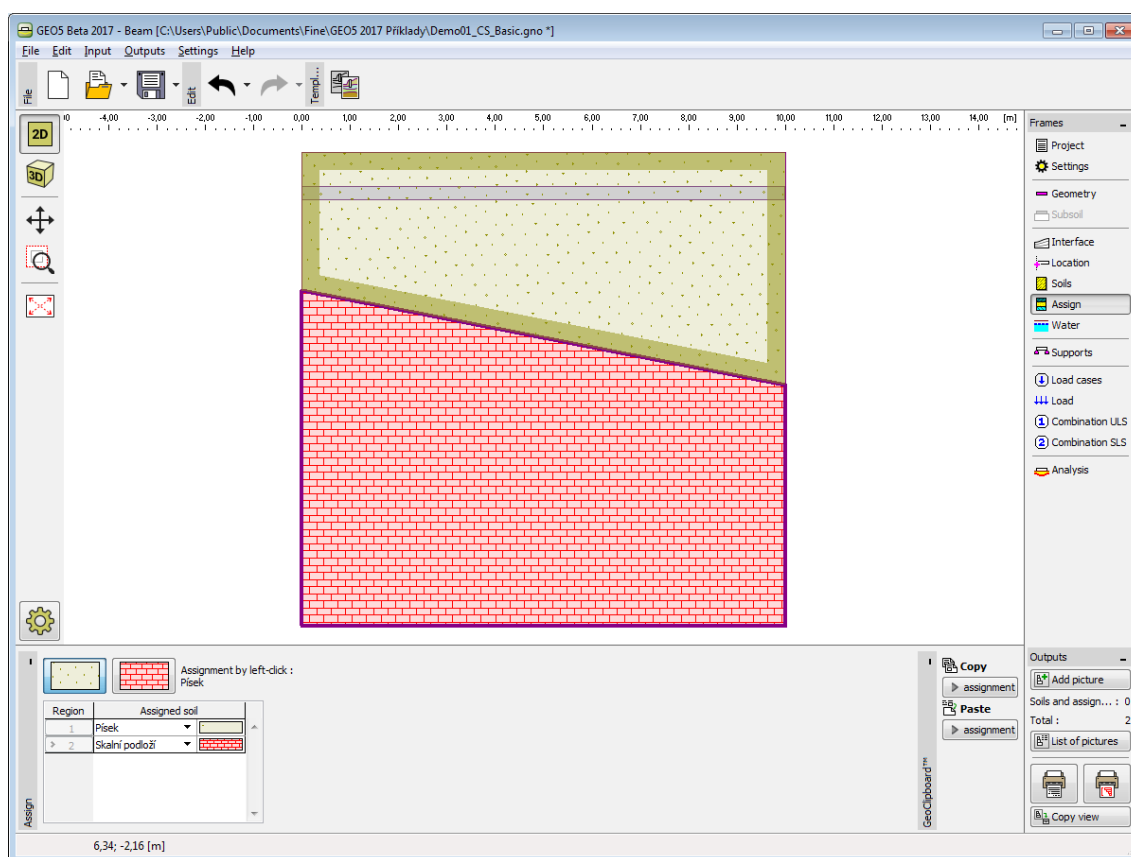 GEO5 Beta 2017 - Beam [C:\Users\Public\Documents\Fine\GEO5 2017 Příklady\Demo01_CS_Basic.gno *]
File Edit Input Outputs Settings Help
File
Edit
Templ...
-4,00 -3,00 -2,00 -1,00 0,00 1,00 2,00 3,00 4,00 5,00 6,00 7,00 8,00 9,00 10,00 11,00 12,00 13,00 14,00 [m]
2D
3D
Frames
Project
Settings
Geometry
Subsoil
Interface
Location
Soils
Assign
Water
Supports
Load cases
Load
1 Combination ULS
2 Combination SLS
Analysis
Assignment by left-click :
Písek
Region Assigned soil
1 Písek
> 2 Skalní podloží
Assign
GeoClipboard™
Copy
assignment
Paste
assignment
Outputs
Add picture
Soils and assign... : 0
Total : 2
List of pictures
Copy view
6,34; -2,16 [m]